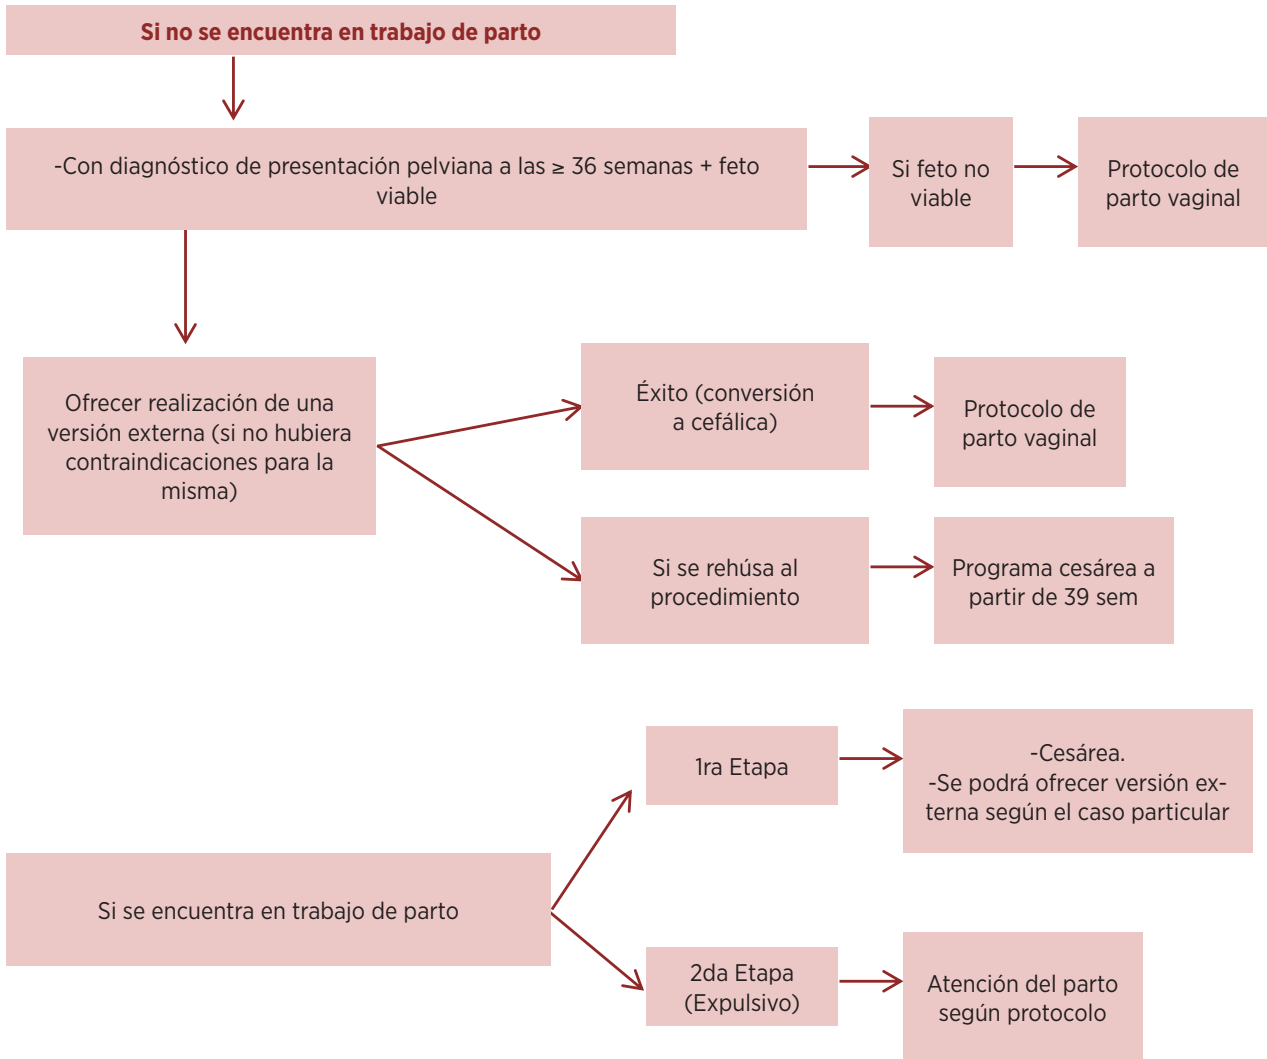 Si no se encuentra en trabajo de parto
-Con diagnóstico de presentación pelviana a las ≥ 36 semanas + feto
viable
Si feto no
viable
Protocolo de
parto vaginal
Ofrecer realización de una
versión externa (si no hubiera
contraindicaciones para la
misma)
Éxito (conversión
a cefálica)
Protocolo de
parto vaginal
Si se rehúsa al
procedimiento
Programa cesárea a
partir de 39 sem
Si se encuentra en trabajo de parto
1ra Etapa
-Cesárea.
-Se podrá ofrecer versión ex-
terna según el caso particular
2da Etapa
(Expulsivo)
Atención del parto
según protocolo